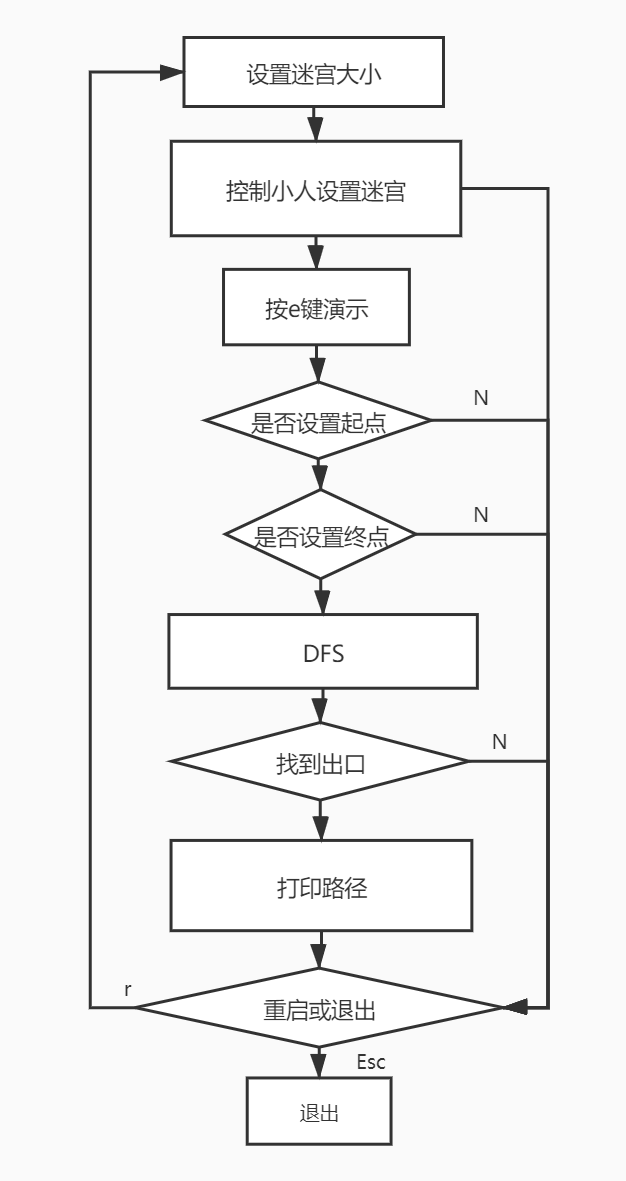 设置迷宫大小
控制小人设置迷宫
按e键演示
是否设置起点
N
是否设置终点
N
DFS
找到出口
N
打印路径
r
重启或退出
Esc
退出